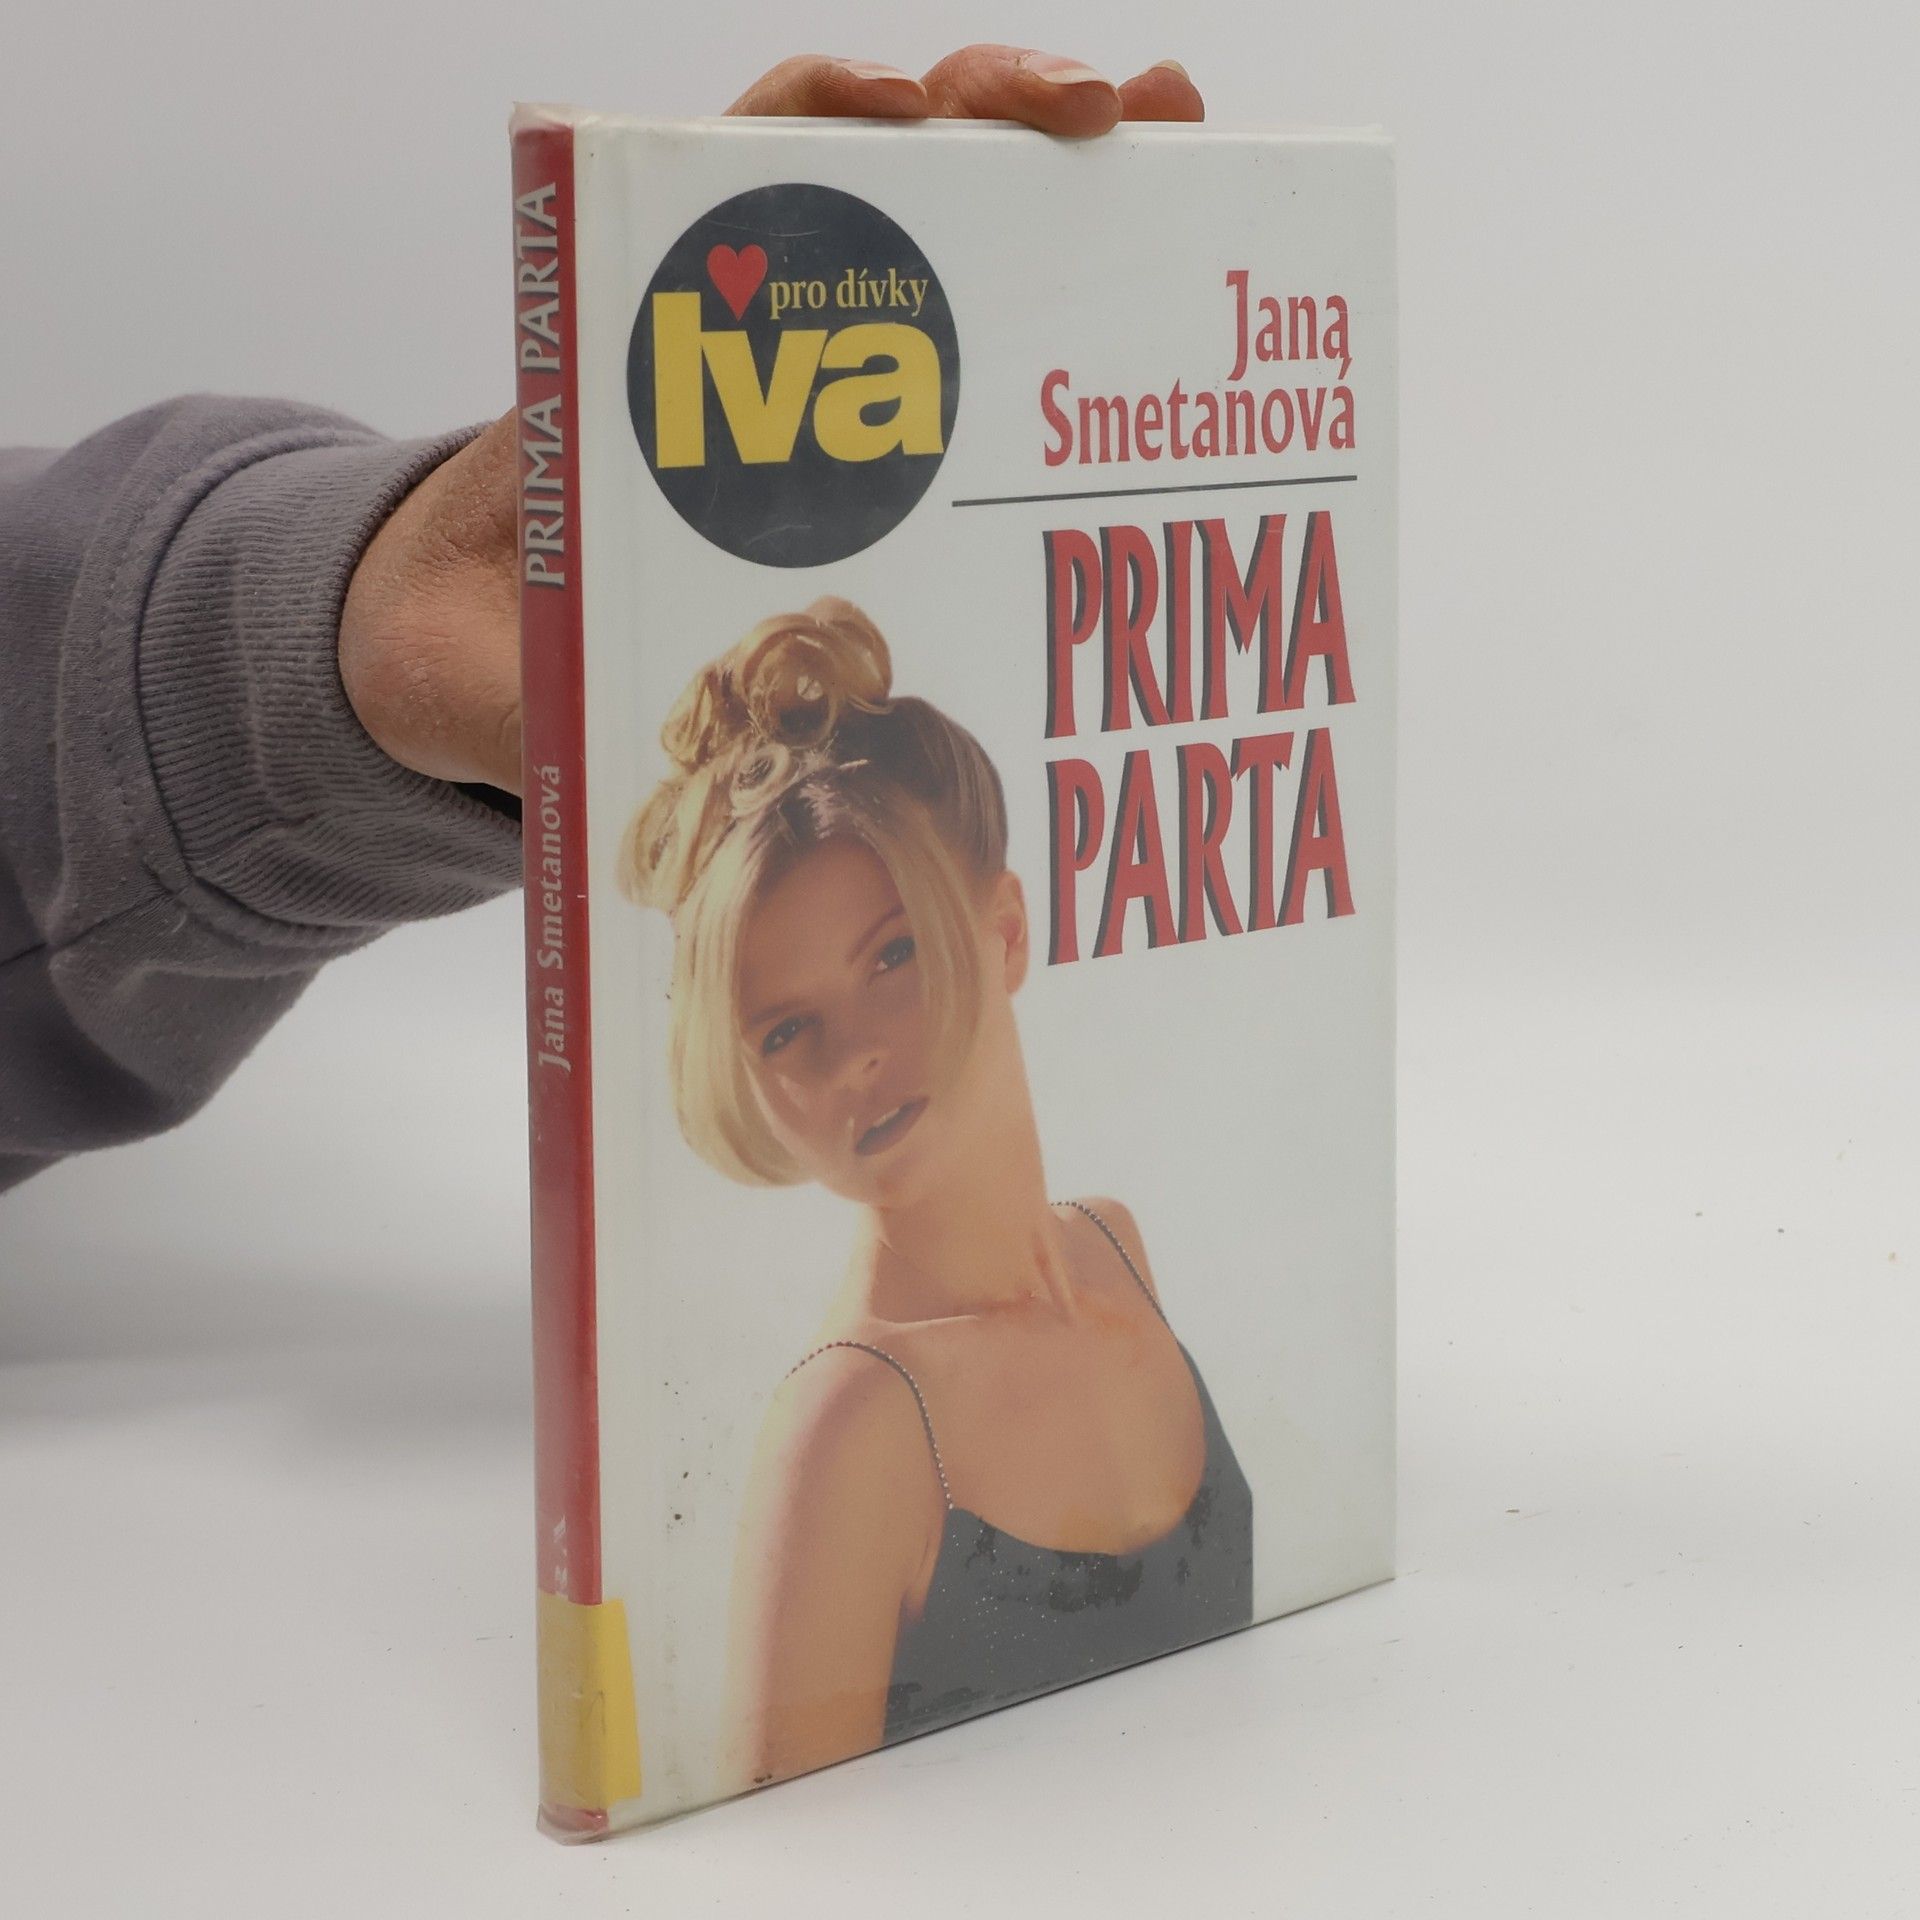 PRIMA PARTA
Jana Smetanová
pro dívky
Iva
Jana
Smetanová
PRIMA
PARTA